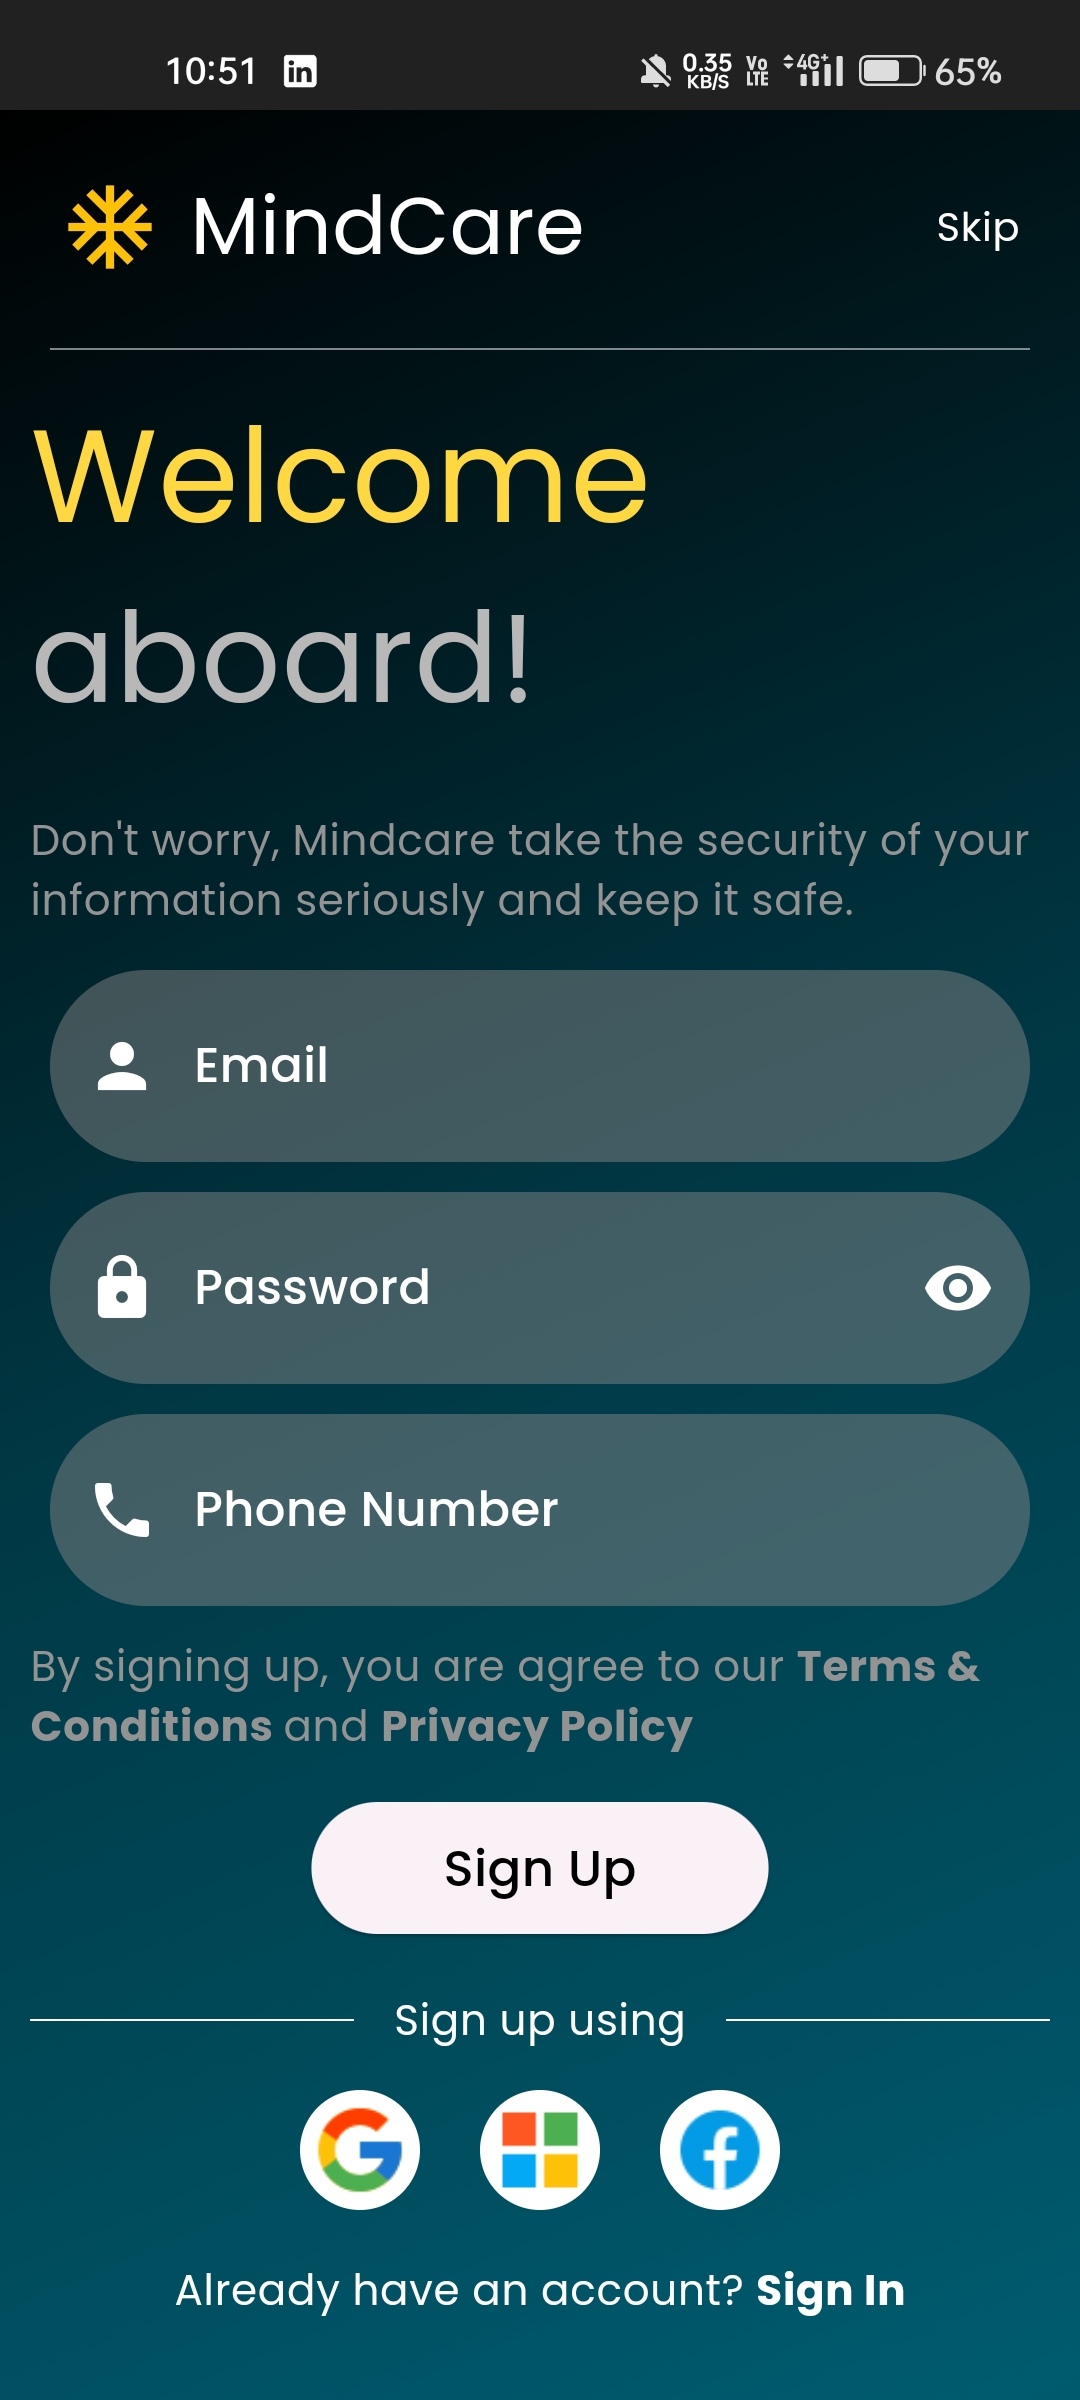 10:51
0.35 KB/S Vo LTE 4G+ 65%
MindCare
Skip
Welcome
aboard!
Don't worry, Mindcare take the security of your
information seriously and keep it safe.
Email
Password
Phone Number
By signing up, you are agree to our Terms &
Conditions and Privacy Policy
Sign Up
Sign up using
Already have an account? Sign In